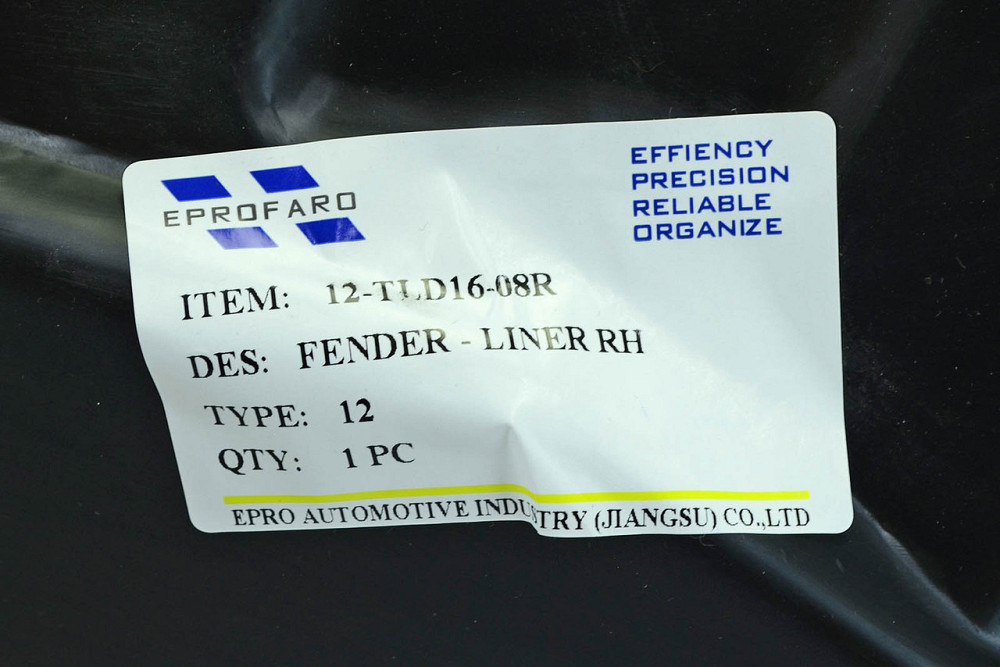 EPROFARO
EFFIENCY
PRECISION
RELIABLE
ORGANIZE
ITEM: 12-TLD16-08R
DES: FENDER - LINER RH
TYPE: 12
QTY: 1 PC
EPRO AUTOMOTIVE INDUSTRY (JIANGSU) CO.,LTD